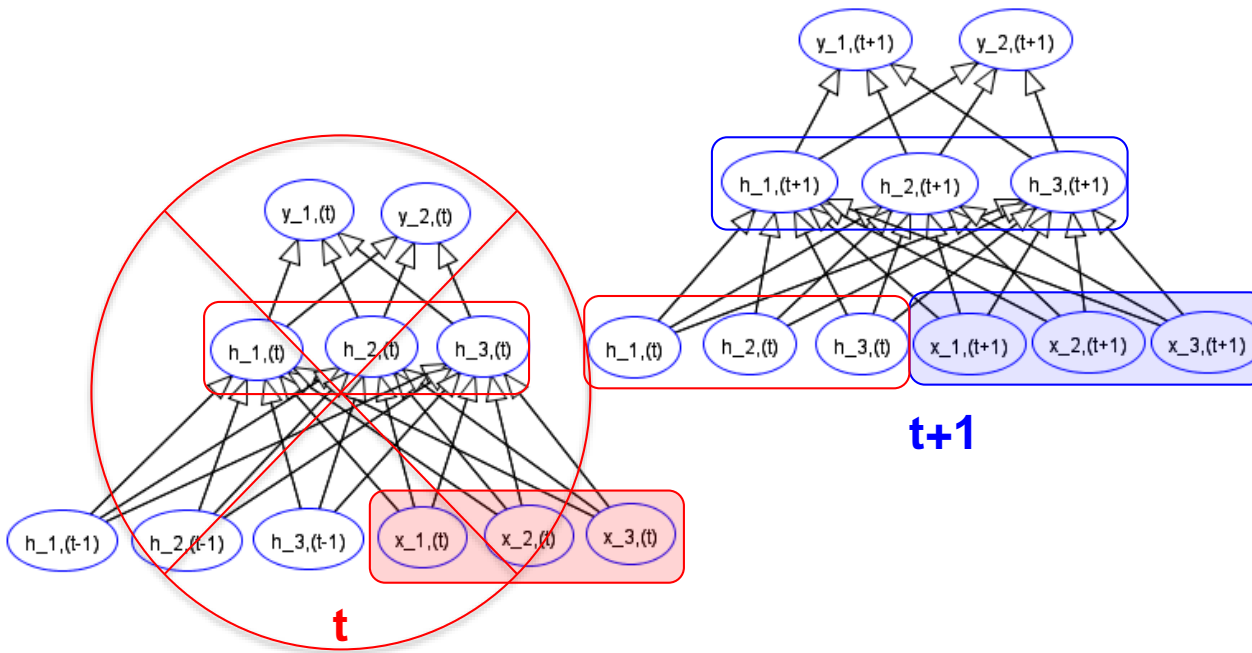 y_1,(t+1) y_2,(t+1)
h_1,(t+1) h_2,(t+1) h_3,(t+1)
y_1,(t) y_2,(t)
h_1,(t) h_2,(t) h_3,(t) h_1,(t) h_2,(t) h_3,(t) x_1,(t+1) x_2,(t+1) x_3,(t+1)
t+1
h_1,(t-1) h_2,(t-1) h_3,(t-1) x_1,(t) x_2,(t) x_3,(t)
t